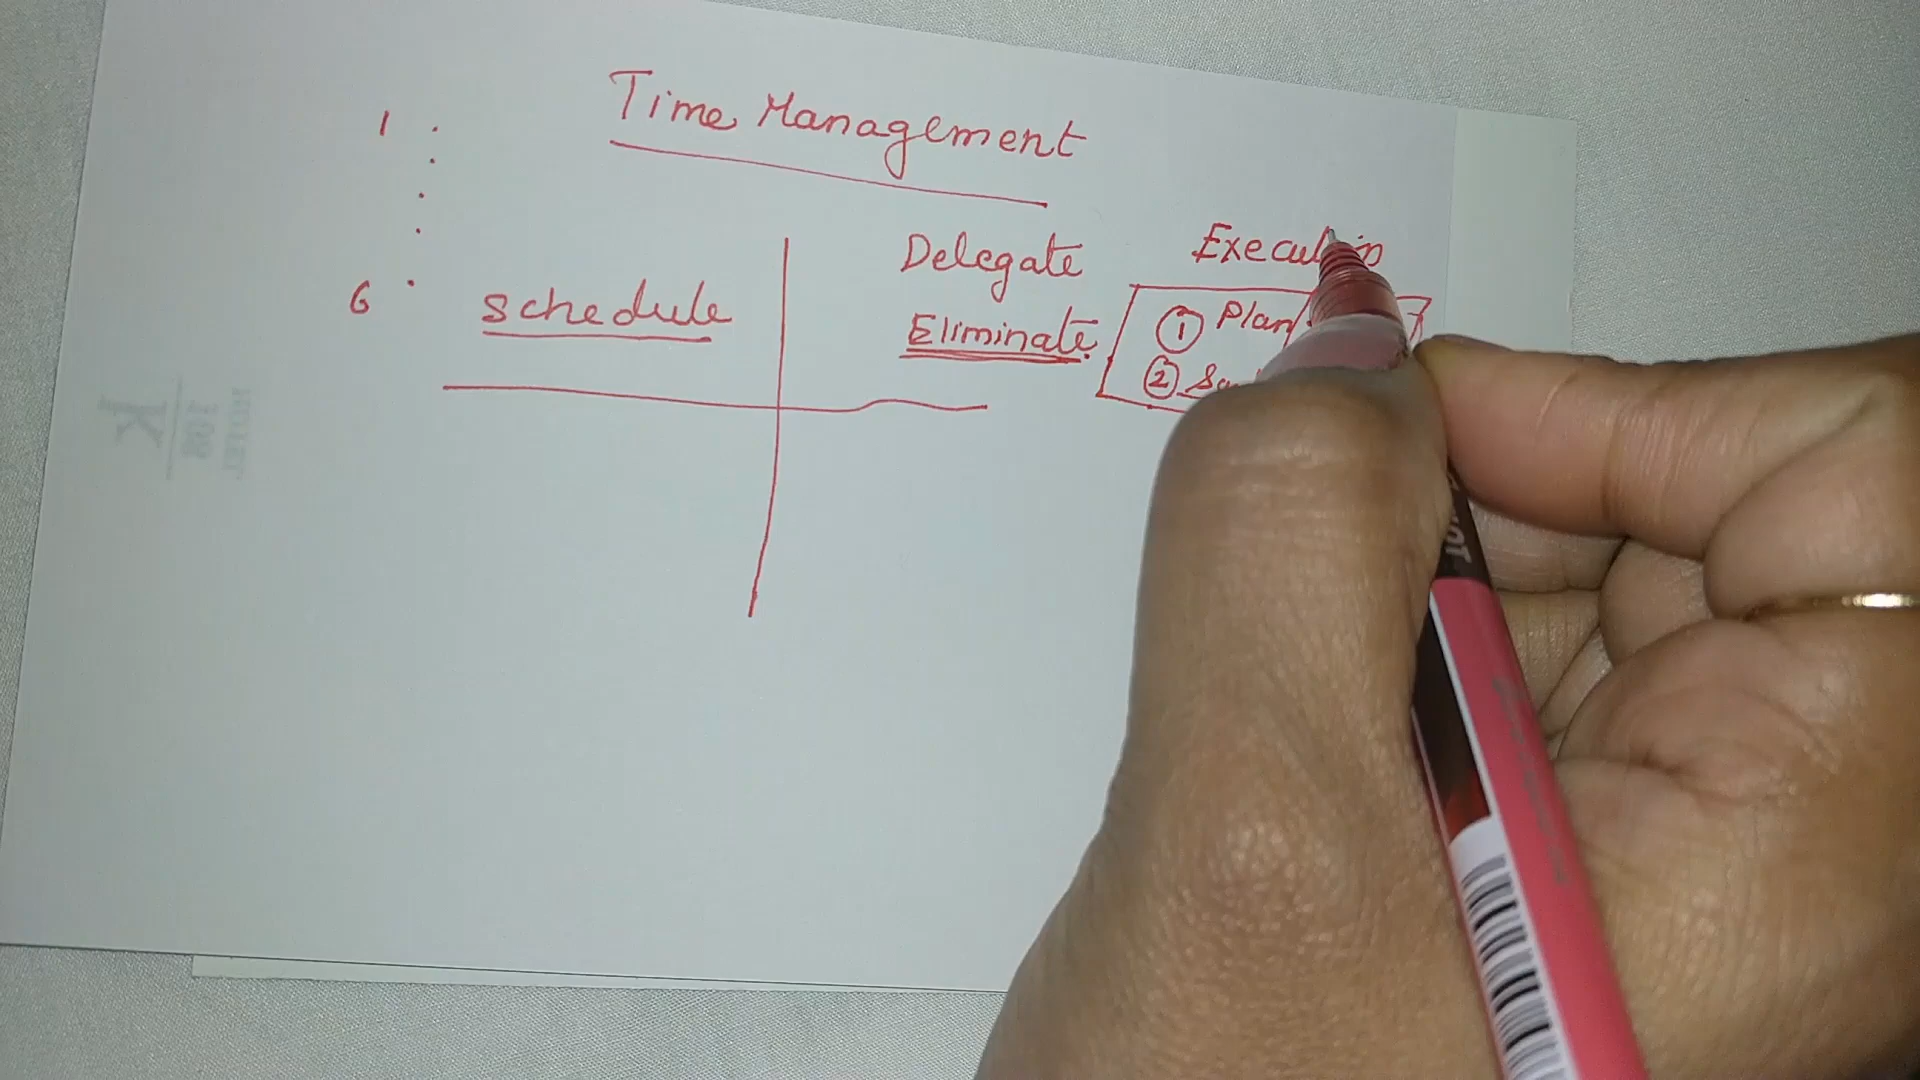 Time Management
1
6
schedule
Delegate
Eliminate
① Plan
②